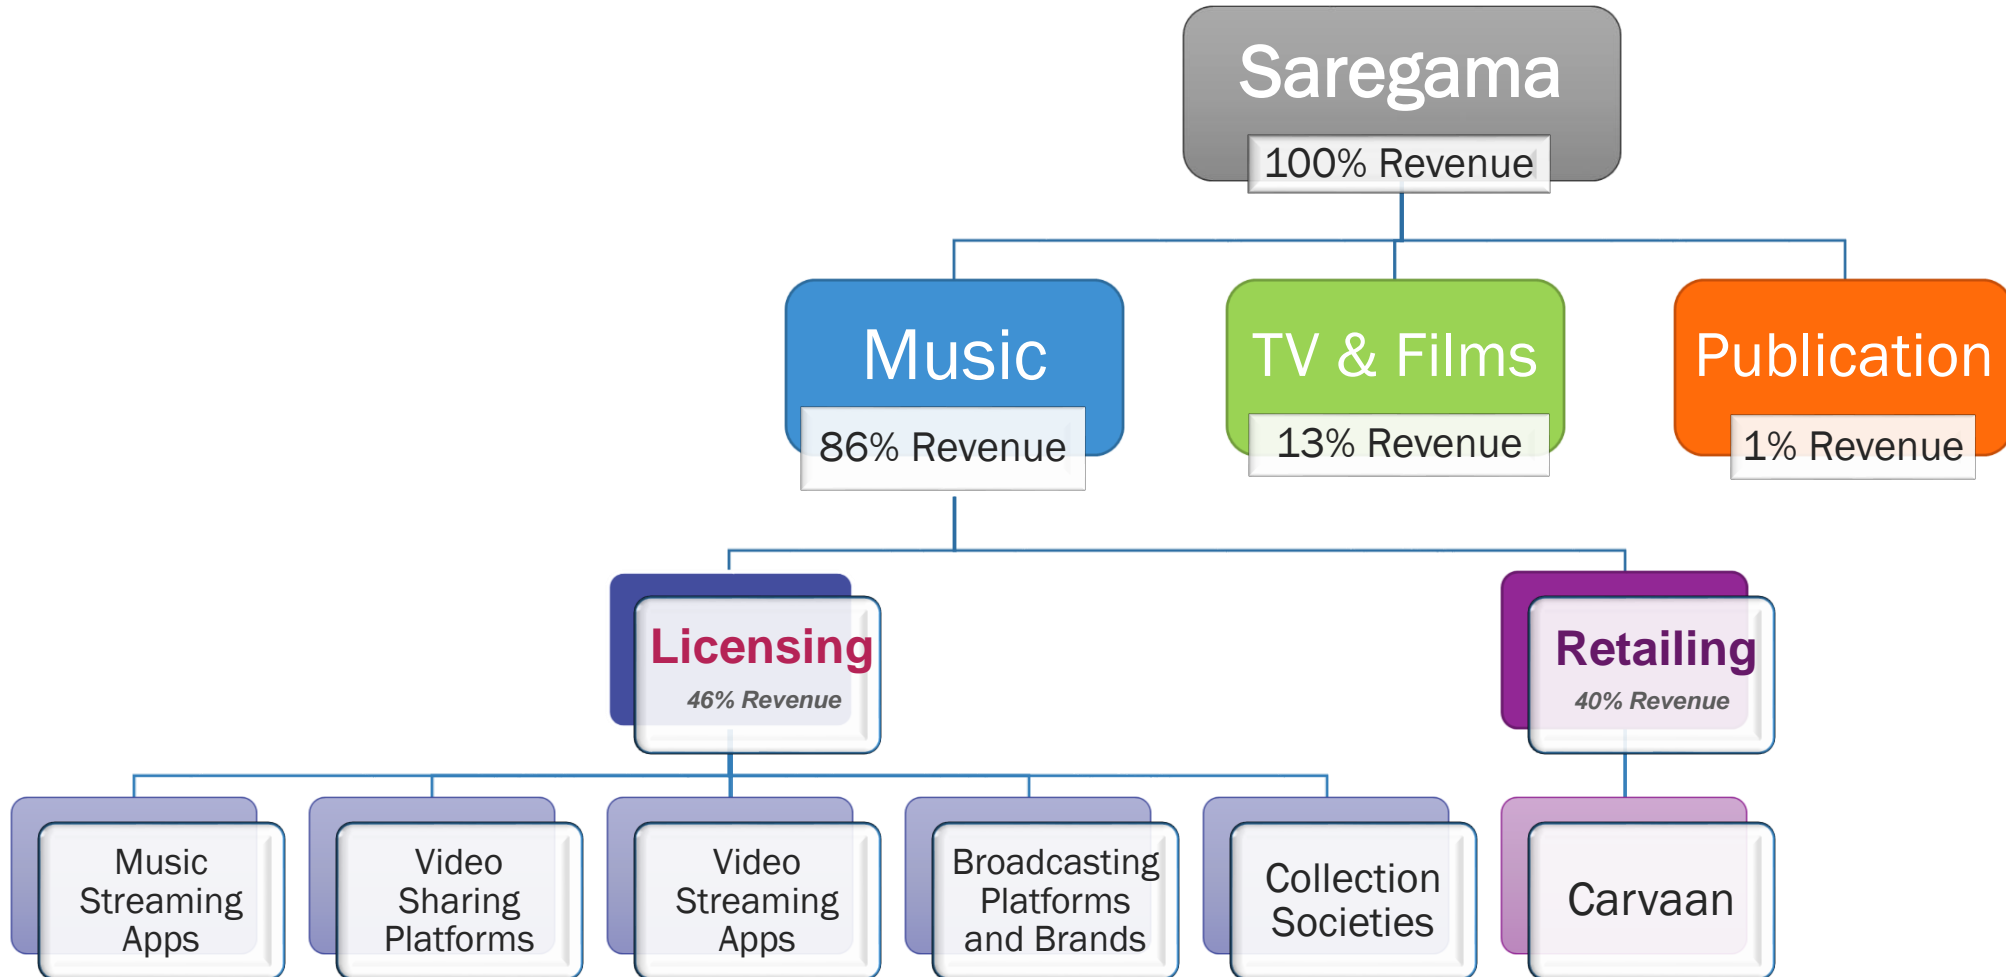 Saregama
100% Revenue
Music
86% Revenue
TV & Films
13% Revenue
Publication
1% Revenue
Licensing
46% Revenue
Retailing
40% Revenue
Music
Streaming
Apps
Video
Sharing
Platforms
Video
Streaming
Apps
Broadcasting
Platforms
and Brands
Collection
Societies
Carvaan